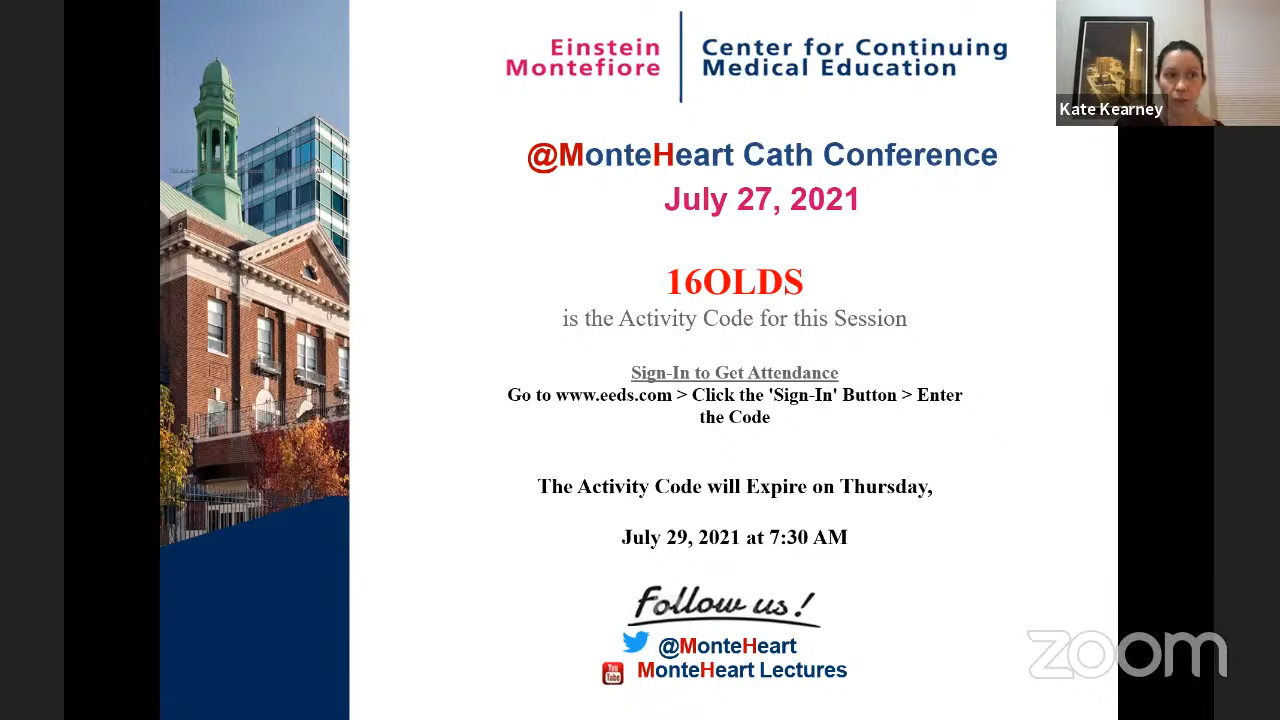 Einstein
Montefiore
Center for Continuing
Medical Education
Kate Kearney
@MonteHeart Cath Conference
July 27, 2021
16OLDS
is the Activity Code for this Session
Sign-In to Get Attendance
Go to www.eeds.com > Click the 'Sign-In' Button > Enter
the Code
The Activity Code will Expire on Thursday,
July 29, 2021 at 7:30 AM
Follow us!
@MonteHeart
You
Tube
MonteHeart Lectures
zoom